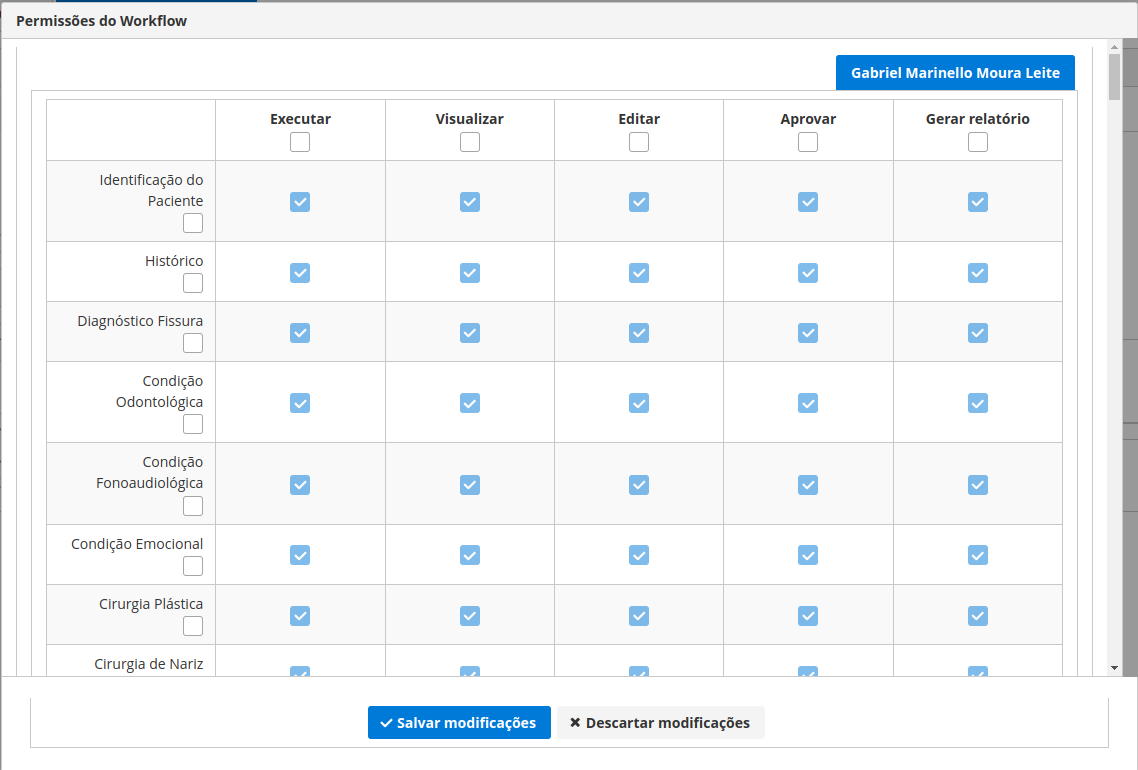 Permissões do Workflow
Gabriel Marinello Moura Leite
Executar Visualizar Editar Aprovar Gerar relatório
Identificação do
Paciente
Histórico
Diagnóstico Fissura
Condição
Odontológica
Condição
Fonoaudiológica
Condição Emocional
Cirurgia Plástica
Cirurgia de Nariz
Salvar modificações Descartar modificações